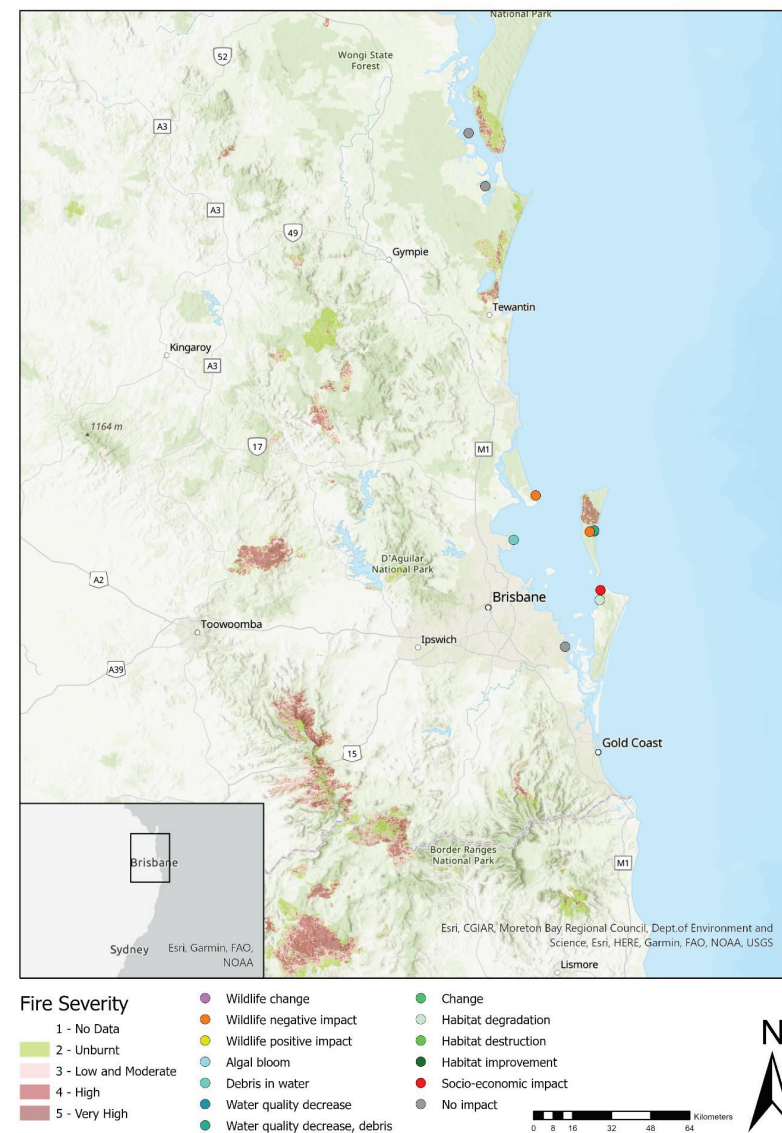 National Park
Wongi State
Forest
52
A3
A3
49
Gympie
Tewantin
Kingaroy
A3
1164 m
17
M1
D'Aguilar
National Park
A2
Brisbane
Toowoomba
Ipswich
A39
15
Gold Coast
Border Ranges
National Park
M1
Brisbane
Sydney
Esri, Garmin, FAO,
NOAA
Esri, CGIAR, Moreton Bay Regional Council, Dept.of Environment and
Science, Esri, HERE, Garmin, FAO, NOAA, USGS
Lismore
Fire Severity
1 - No Data
2 - Unburnt
3 - Low and Moderate
4 - High
5 - Very High
Wildlife change
Wildlife negative impact
Wildlife positive impact
Algal bloom
Debris in water
Water quality decrease
Water quality decrease, debris
Change
Habitat degradation
Habitat destruction
Habitat improvement
Socio-economic impact
No impact
Kilometers
0 8 16 32 48 64
N